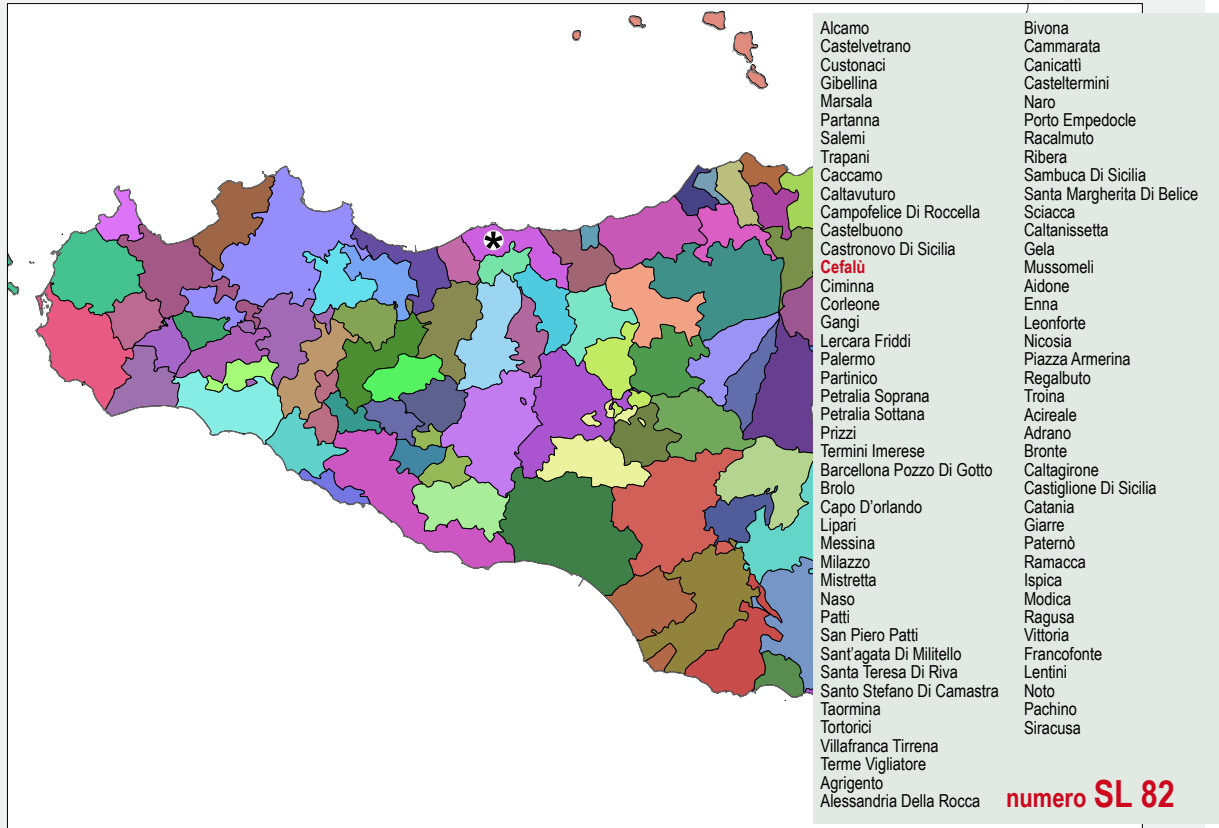 Alcamo
Castelvetrano
Custonaci
Gibellina
Marsala
Partanna
Salemi
Trapani
Caccamo
Caltavuturo
Campofelice Di Roccella
Castelbuono
Castronovo Di Sicilia
Cefalù
Ciminna
Corleone
Gangi
Lercara Friddi
Palermo
Partinico
Petralia Soprana
Petralia Sottana
Prizzi
Termini Imerese
Barcellona Pozzo Di Gotto
Brolo
Capo D'orlando
Lipari
Messina
Milazzo
Mistretta
Naso
Patti
San Piero Patti
Sant'agata Di Militello
Santa Teresa Di Riva
Santo Stefano Di Camastra
Taormina
Tortorici
Villafranca Tirrena
Terme Vigliatore
Agrigento
Alessandria Della Rocca
Bivona
Cammarata
Canicattì
Casteltermini
Naro
Porto Empedocle
Racalmuto
Ribera
Sambuca Di Sicilia
Santa Margherita Di Belice
Sciacca
Caltanissetta
Gela
Mussomeli
Aidone
Enna
Leonforte
Nicosia
Piazza Armerina
Regalbuto
Troina
Acireale
Adrano
Bronte
Caltagirone
Castiglione Di Sicilia
Catania
Giarre
Paternò
Ramacca
Ispica
Modica
Ragusa
Vittoria
Francofonte
Lentini
Noto
Pachino
Siracusa
numero SL 82
*